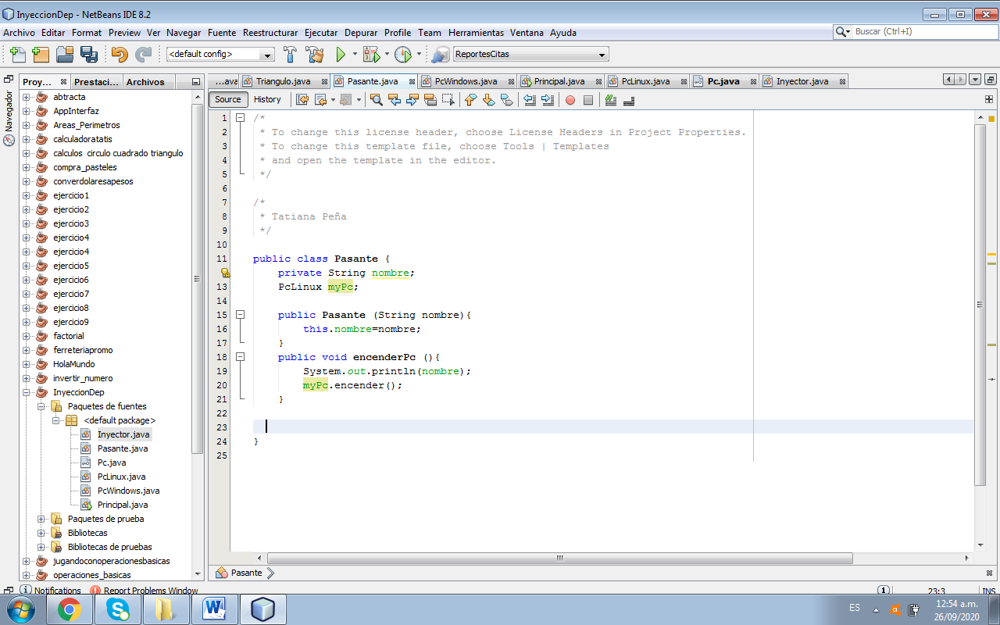 InyeccionDep - NetBeans IDE 8.2
Archivo Editar Format Preview Ver Navegar Fuente Reestructurar Ejecutar Depurar Profile Team Herramientas Ventana Ayuda
Buscar (Ctrl+I)
<default config>
ReportesCitas
Proy... Prestaci... Archivos
...ava Triangulo.java Pasante.java PcWindows.java Principal.java PcLinux.java Pc.java Inyector.java
Navegador
Source History
abtracta
AppInterfaz
Areas_Perimetros
calculadoratatis
calculos circulo cuadrado triangulo
compra_pasteles
converdolaresapesos
ejercicio1
ejercicio2
ejercicio3
ejercicio4
ejercicio4
ejercicio5
ejercicio6
ejercicio7
ejercicio8
ejercicio9
factorial
ferreteriapromo
HolaMundo
invertir_numero
InyeccionDep
Paquetes de fuentes
<default package>
Inyector.java
Pasante.java
Pc.java
PcLinux.java
PcWindows.java
Principal.java
Paquetes de prueba
Bibliotecas
Bibliotecas de pruebas
jugandoconoperacionesbasicas
operaciones_basicas
1 /*
2 * To change this license header, choose License Headers in Project Properties.
3 * To change this template file, choose Tools | Templates
4 * and open the template in the editor.
5 */
6
7 /*
8 * Tatiana Peña
9 */
10
11 public class Pasante {
private String nombre;
13 PcLinux myPc;
14
15 public Pasante (String nombre){
16 this.nombre=nombre;
17 }
18 public void encenderPc (){
19 System.out.println(nombre);
20 myPc.encender();
21 }
22
23
24 }
25
Pasante
Notifications Report Problems Window
1 23:3 INS
ES
12:54 a.m.
26/09/2020